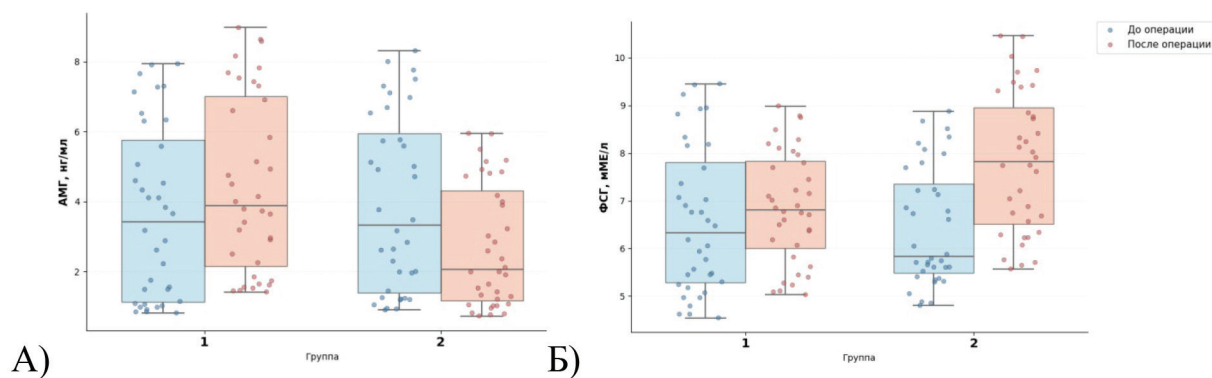 А)
АМГ, нг/мл
8
6
4
2
1
2
Группа
Б)
ФСГ, мМЕ/л
10
9
8
7
6
5
1
2
Группа
До операции
После операции